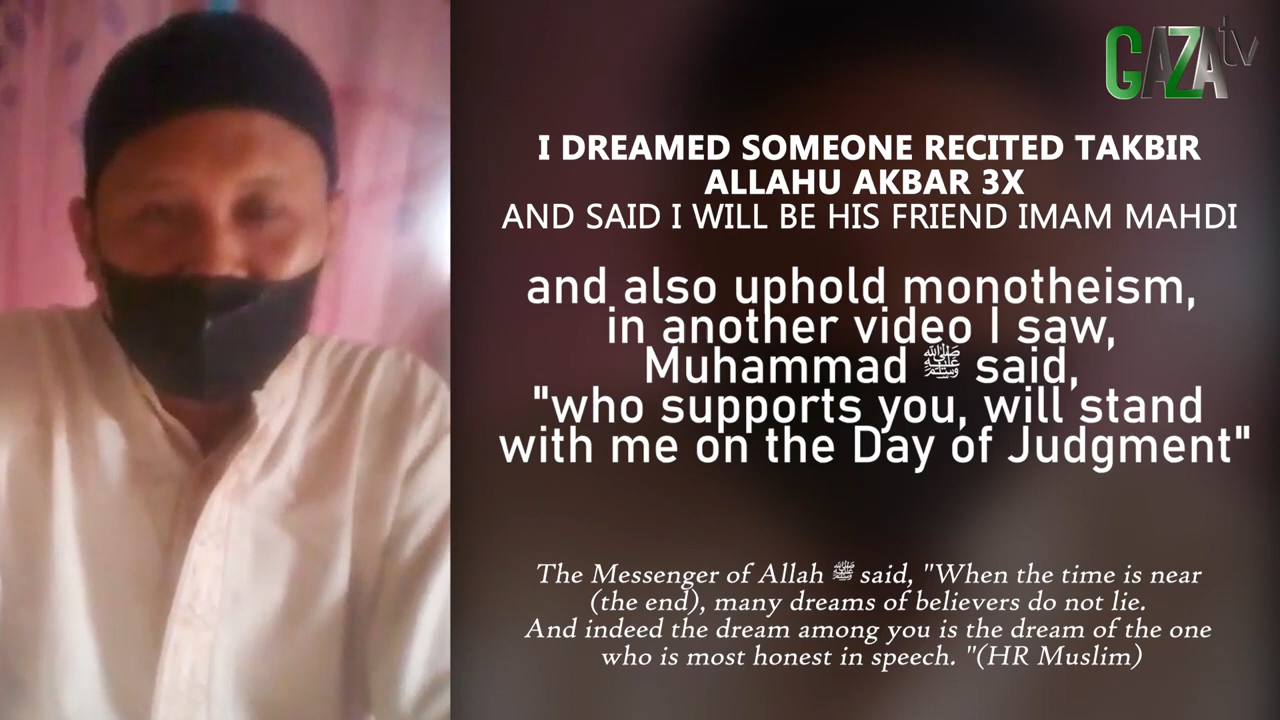 GAZAtv
I DREAMED SOMEONE RECITED TAKBIR
ALLAHU AKBAR 3X
AND SAID I WILL BE HIS FRIEND IMAM MAHDI
and also uphold monotheism,
in another video I saw,
Muhammad ﷺ said,
"who supports you, will stand
with me on the Day of Judgment"
The Messenger of Allah ﷺ said, "When the time is near
(the end), many dreams of believers do not lie.
And indeed the dream among you is the dream of the one
who is most honest in speech. "(HR Muslim)